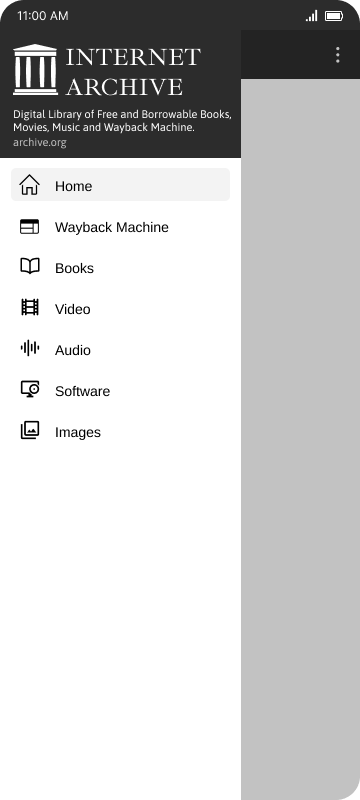 11:00 AM
INTERNET
ARCHIVE
Digital Library of Free and Borrowable Books,
Movies, Music and Wayback Machine.
archive.org
Home
Wayback Machine
Books
Video
Audio
Software
Images